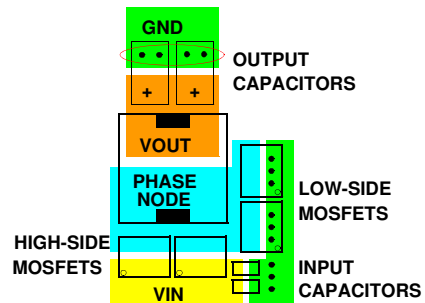 GND
OUTPUT
CAPACITORS
+ +
VOUT
PHASE
NODE
LOW-SIDE
MOSFETS
HIGH-SIDE
MOSFETS
INPUT
CAPACITORS
VIN